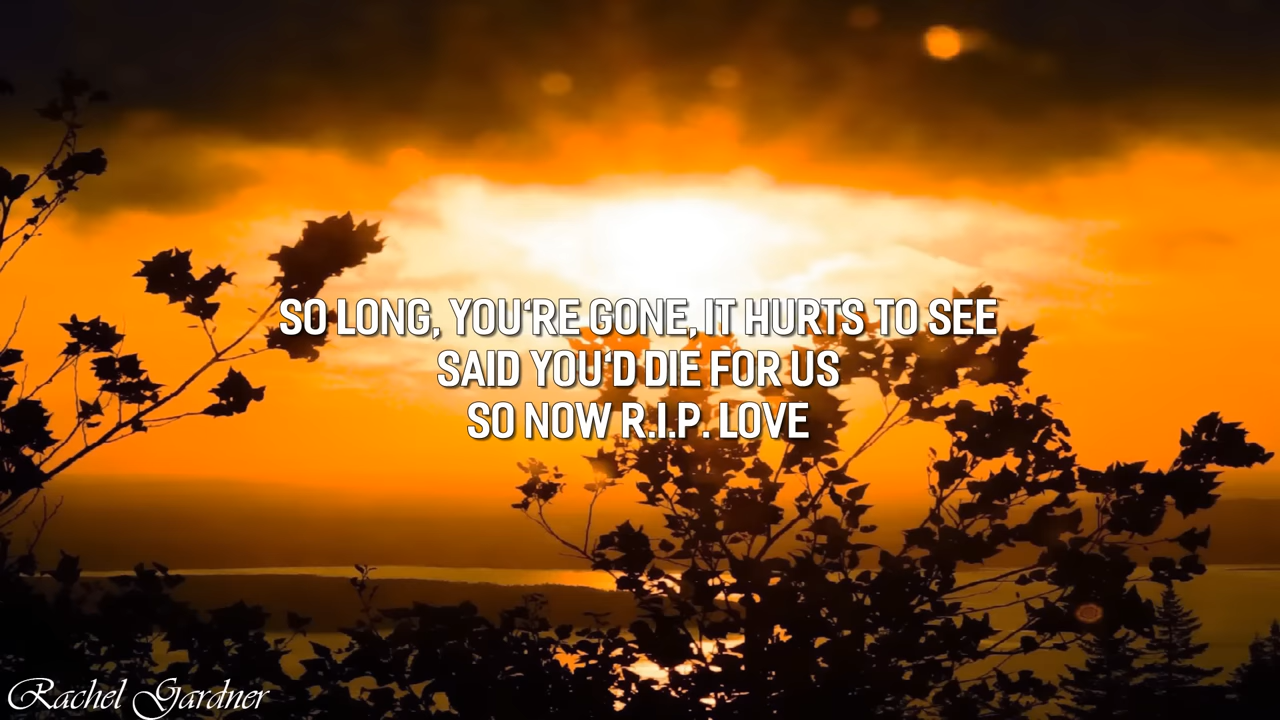 SO LONG, YOU'RE GONE, IT HURTS TO SEE
SAID YOU'D DIE FOR US
SO NOW R.I.P. LOVE
Rachel Gardner